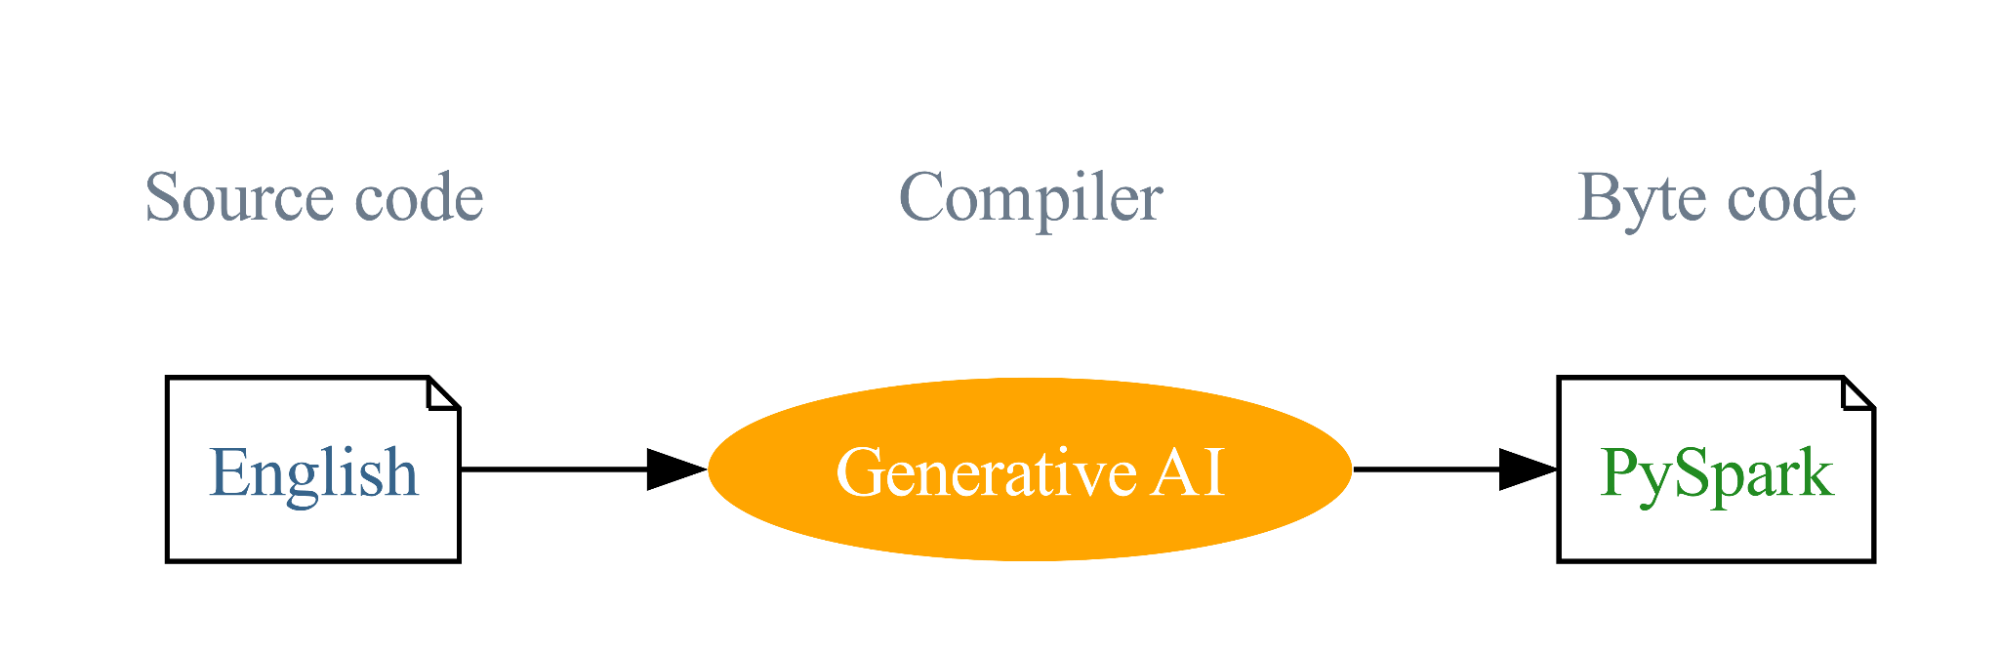 Source code
Compiler
Byte code
English
Generative AI
PySpark